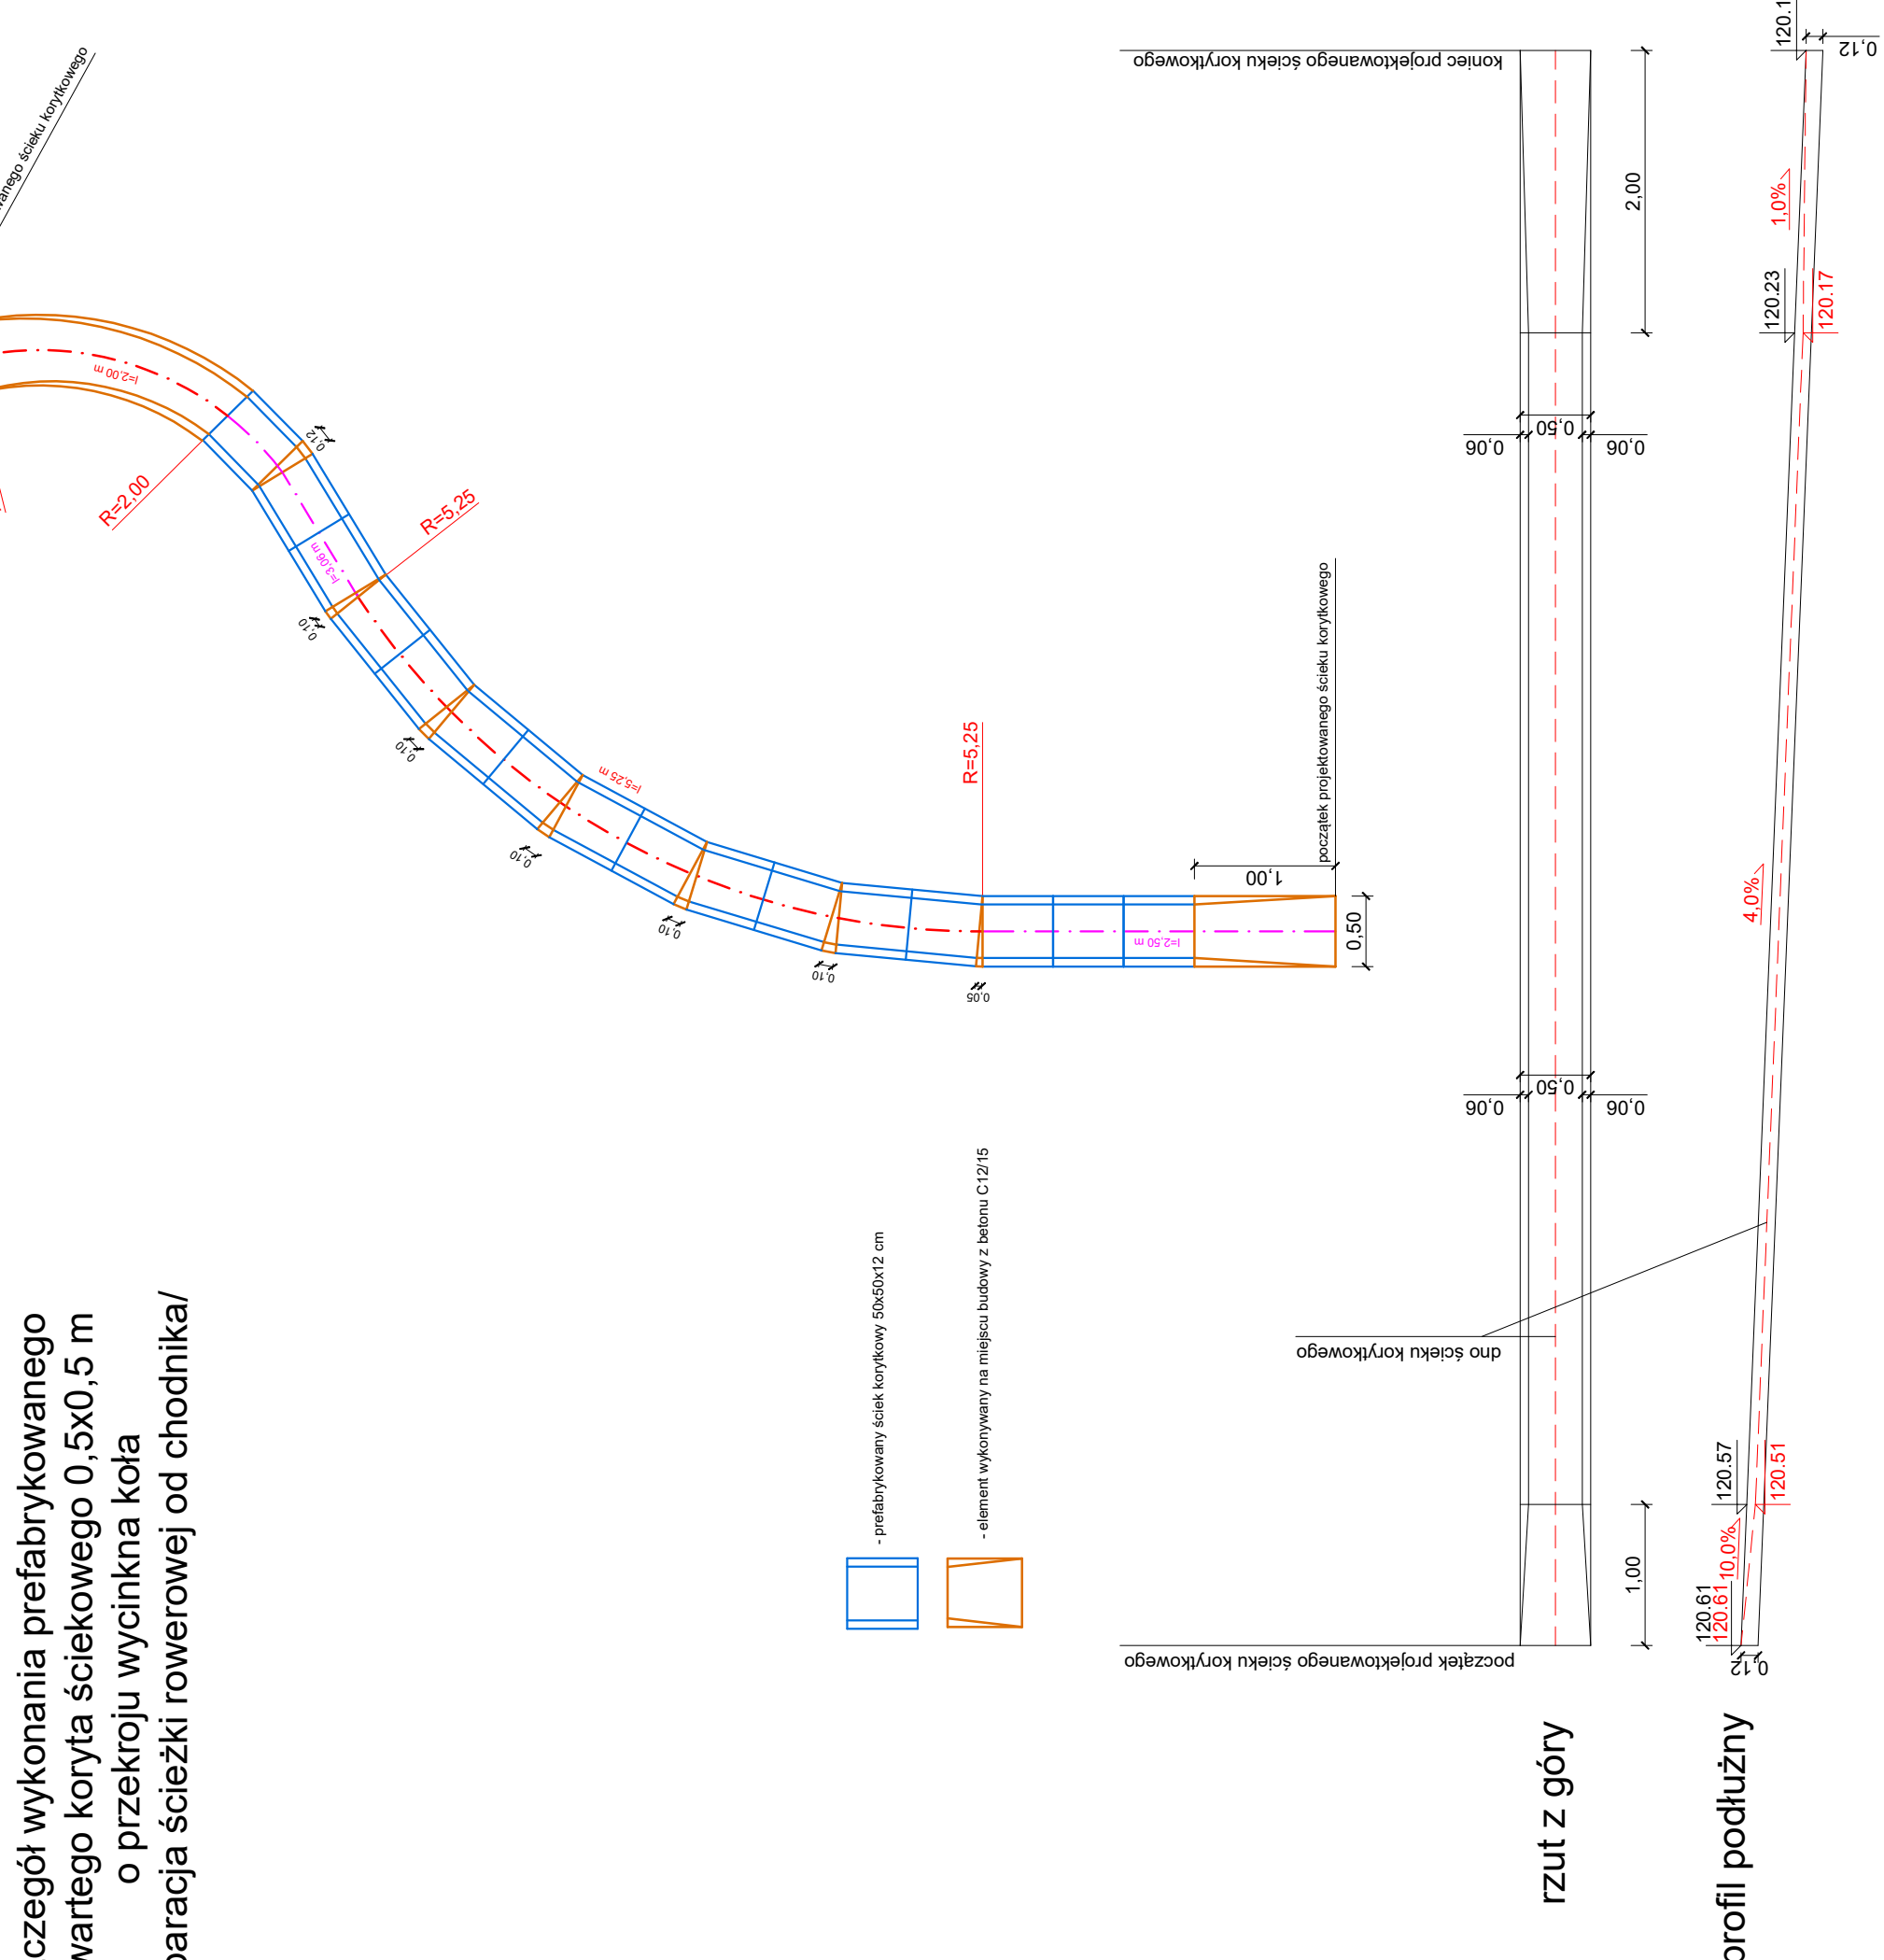 wykonania prefabrykowanego
koryta ściekowego 0,5x0,5 m
o przekroju wycinkna koła
ścieżki rowerowej od chodnika/
ścieku korytkowego
l=2,00 m
R=2,00
0,12
l=3,06 m
R=5,25
0,10
0,10
l=5,25 m
0,10
0,10
0,10
R=5,25
0,05
l=2,50 m
1,00
0,50
początek projektowanego ścieku korytkowego
- prefabrykowany ściek korytkowy 50x50x12 cm
- element wykonywany na miejscu budowy z betonu C12/15
koniec projektowanego ścieku korytkowego
2,00
0,06
0,50
0,06
0,06
0,50
0,06
dno ścieku korytkowego
1,00
początek projektowanego ścieku korytkowego
rzut z góry
0,12
1,0%
120.23
120.17
4,0%
120.57
120.51
10,0%
120.61
120.61
0,12
profil podłużny